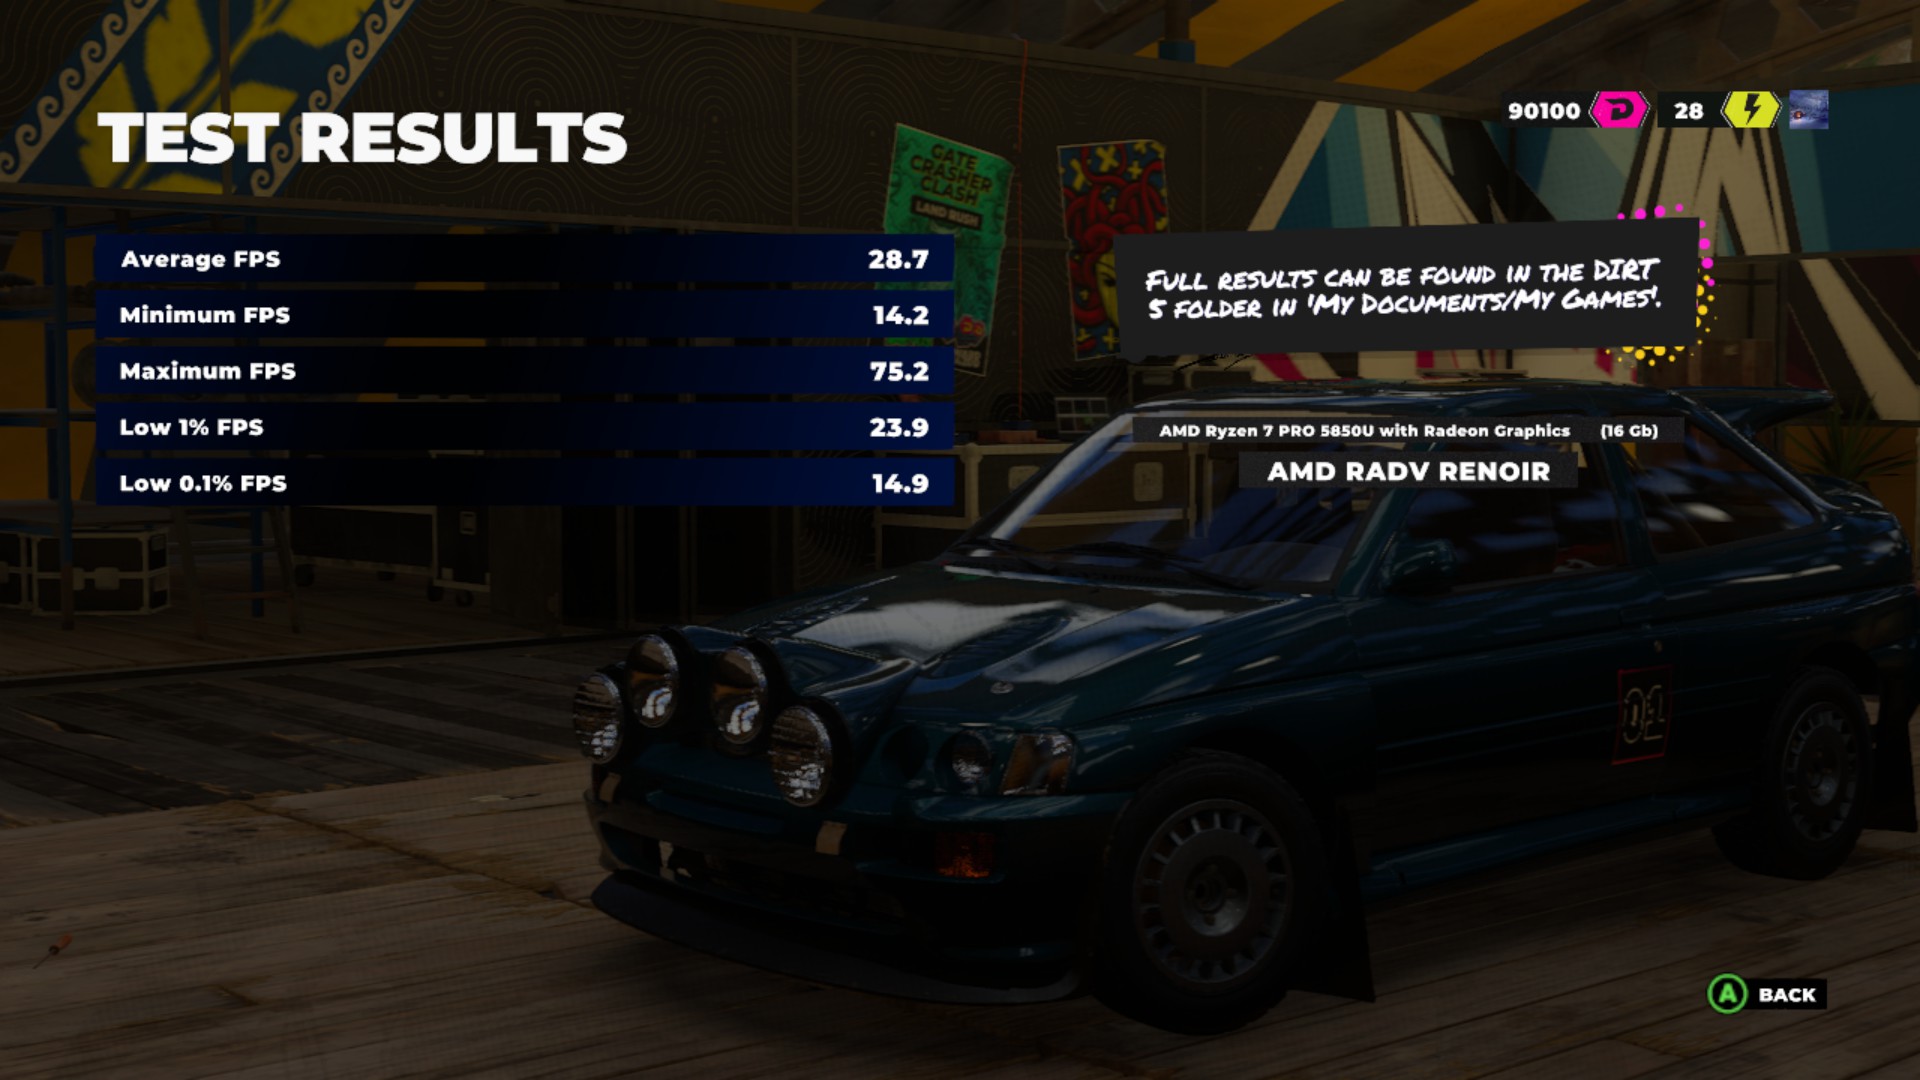 TEST RESULTS
90100
28
GATE
CRASHER
CLASH
LAND RUSH
Average FPS 28.7
Minimum FPS 14.2
Maximum FPS 75.2
Low 1% FPS 23.9
Low 0.1% FPS 14.9
FULL RESULTS CAN BE FOUND IN THE DIRT
5 FOLDER IN 'MY DOCUMENTS/MY GAMES'.
AMD Ryzen 7 PRO 5850U with Radeon Graphics (16 Gb)
AMD RADV RENOIR
02
A BACK